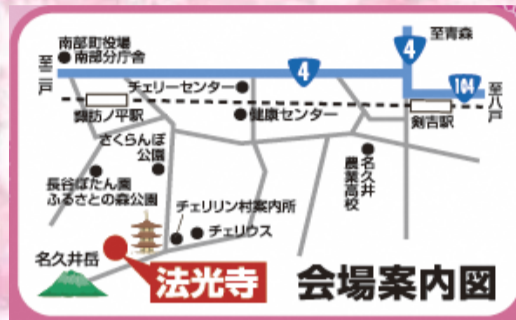 南部町役場
南部分庁舎
至青森
4
4
104
至二戸
至八戸
チェリーセンター
諏訪ノ平駅
健康センター
剣吉駅
さくらんぼ
公園
名久井
農業高校
長谷ぼたん園
ふるさとの森公園
チェリリン村案内所
チェリウス
名久井岳
法光寺
会場案内図